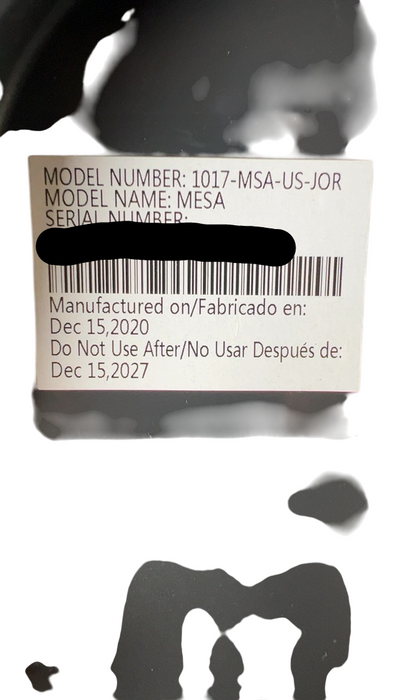 MODEL NUMBER: 1017-MSA-US-JOR
MODEL NAME: MESA
SERIAL NUMBER:
Manufactured on/Fabricado en:
Dec 15,2020
Do Not Use After/No Usar Después de:
Dec 15,2027